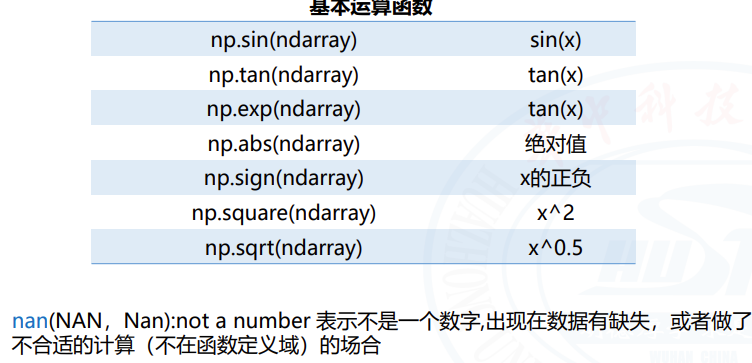 基本运算函数
np.sin(ndarray) sin(x)
np.tan(ndarray) tan(x)
np.exp(ndarray) tan(x)
np.abs(ndarray) 绝对值
np.sign(ndarray) x的正负
np.square(ndarray) x^2
np.sqrt(ndarray) x^0.5
nan(NAN，Nan):not a number 表示不是一个数字,出现在数据有缺失，或者做了
不合适的计算（不在函数定义域）的场合